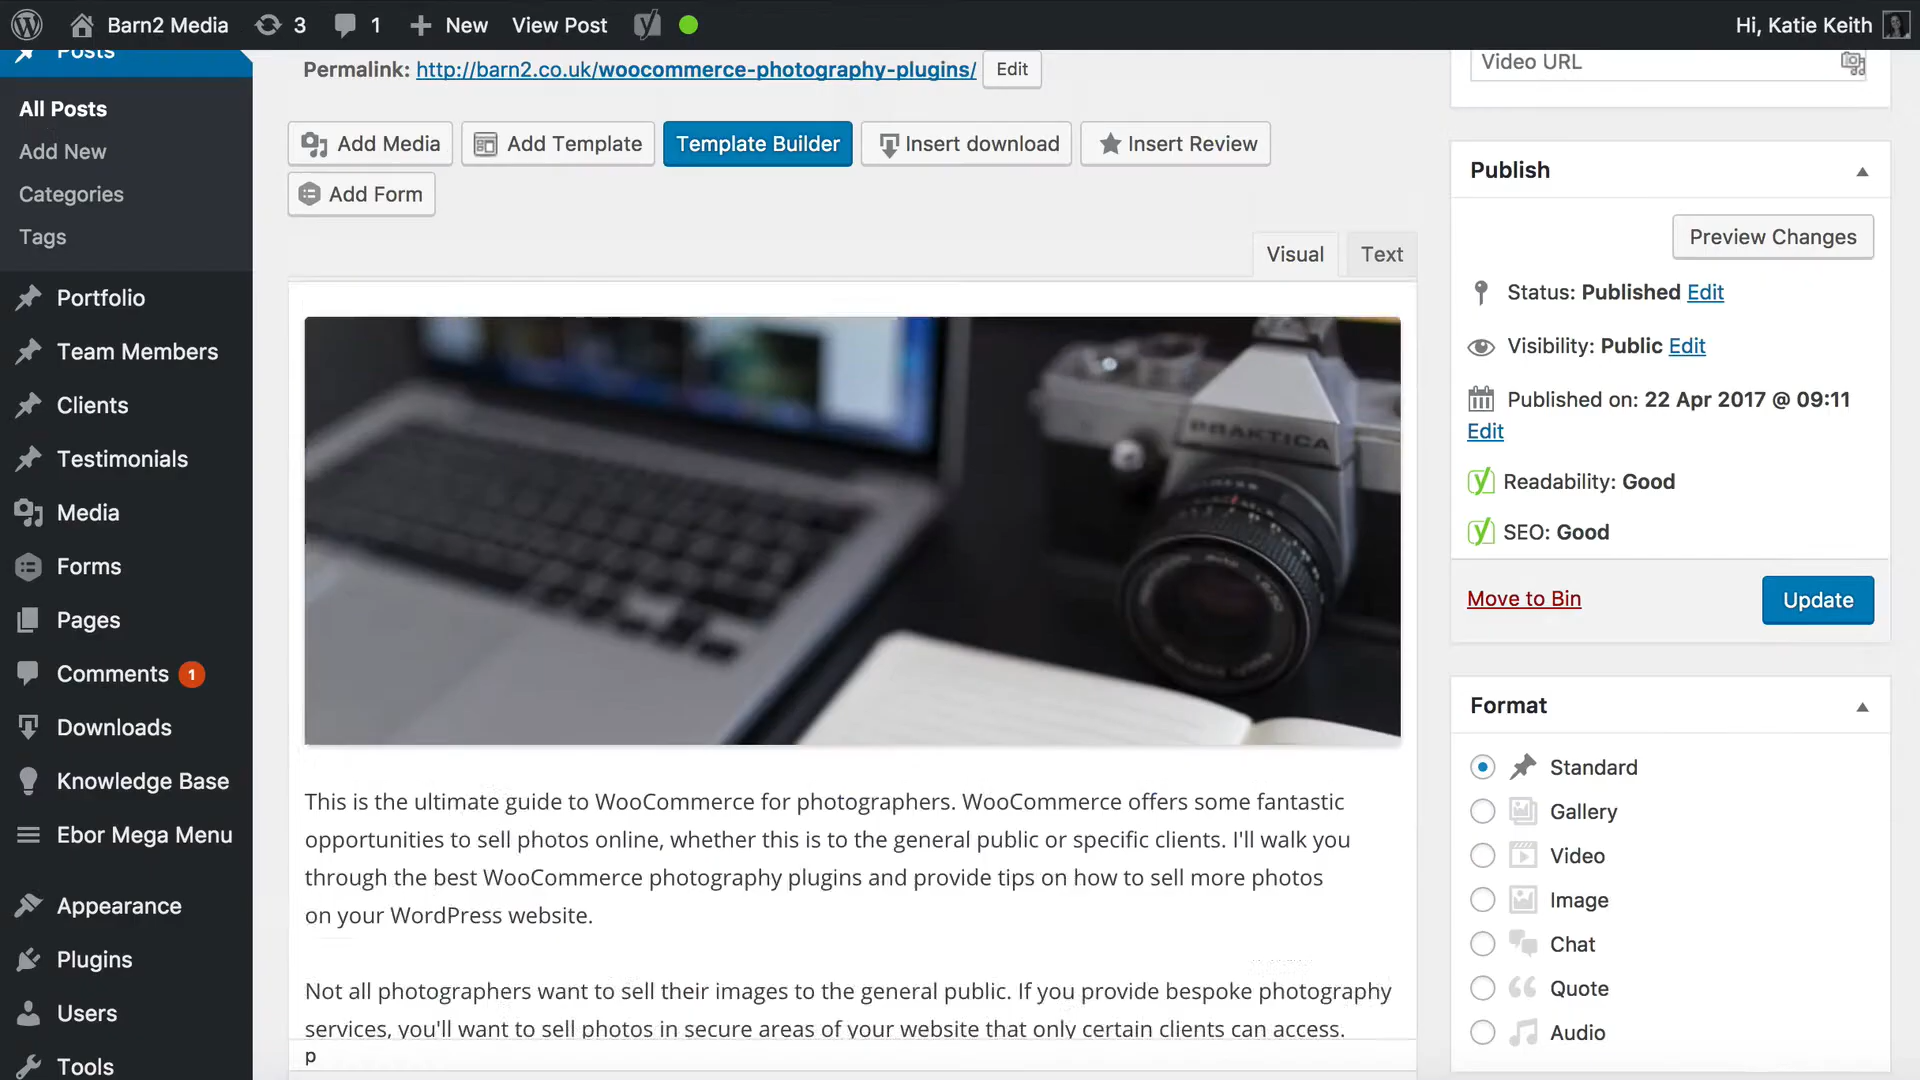 Barn2 Media 3 1 New View Post Hi, Katie Keith
Posts
All Posts
Add New
Categories
Tags
Portfolio
Team Members
Clients
Testimonials
Media
Forms
Pages
Comments 1
Downloads
Knowledge Base
Ebor Mega Menu
Appearance
Plugins
Users
Tools
Permalink: http://barn2.co.uk/woocommerce-photography-plugins/ Edit
Add Media Add Template Template Builder Insert download Insert Review
Add Form
Visual Text
PRAKTICA
This is the ultimate guide to WooCommerce for photographers. WooCommerce offers some fantastic
opportunities to sell photos online, whether this is to the general public or specific clients. I'll walk you
through the best WooCommerce photography plugins and provide tips on how to sell more photos
on your WordPress website.
Not all photographers want to sell their images to the general public. If you provide bespoke photography
services, you'll want to sell photos in secure areas of your website that only certain clients can access.
p
Video URL
Publish
Preview Changes
Status: Published Edit
Visibility: Public Edit
Published on: 22 Apr 2017 @ 09:11
Edit
Readability: Good
SEO: Good
Move to Bin Update
Format
Standard
Gallery
Video
Image
Chat
Quote
Audio